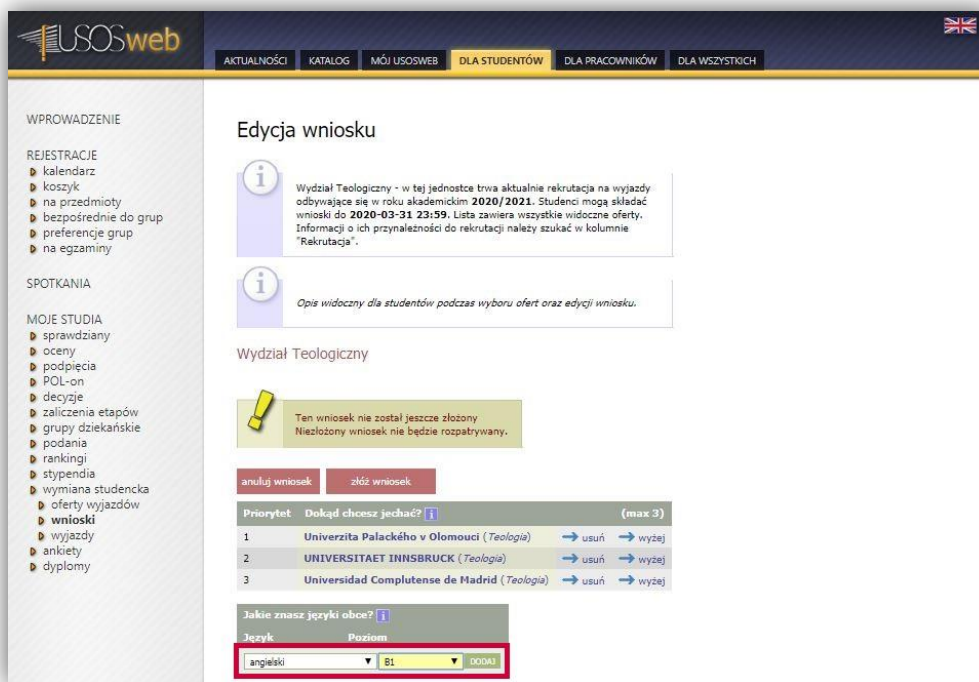 USOSweb
AKTUALNOŚCI KATALOG MÓJ USOSWEB DLA STUDENTÓW DLA PRACOWNIKÓW DLA WSZYSTKICH
WPROWADZENIE
REJESTRACJE
kalendarz
koszyk
na przedmioty
bezpośrednie do grup
preferencje grup
na egzaminy
SPOTKANIA
MOJE STUDIA
sprawdziany
oceny
podpięcia
POL-on
decyzje
zaliczenia etapów
grupy dziekańskie
podania
rankingi
stypendia
wymiana studencka
oferty wyjazdów
wnioski
wyjazdy
ankiety
dyplomy
Edycja wniosku
i
Wydział Teologiczny - w tej jednostce trwa aktualnie rekrutacja na wyjazdy
odbywające się w roku akademickim 2020/2021. Studenci mogą składać
wnioski do 2020-03-31 23:59. Lista zawiera wszystkie widoczne oferty.
Informacji o ich przynależności do rekrutacji należy szukać w kolumnie
"Rekrutacja".
i
Opis widoczny dla studentów podczas wyboru ofert oraz edycji wniosku.
Wydział Teologiczny
Ten wniosek nie został jeszcze złożony
Niezłożony wniosek nie będzie rozpatrywany.
anuluj wniosek złóż wniosek
Priorytet Dokąd chcesz jechać? i (max 3)
1 Univerzita Palackého v Olomouci (Teologia) usuń wyżej
2 UNIVERSITAET INNSBRUCK (Teologia) usuń wyżej
3 Universidad Complutense de Madrid (Teologia) usuń wyżej
Jakie znasz języki obce? i
Język Poziom
angielski B1 DODAJ